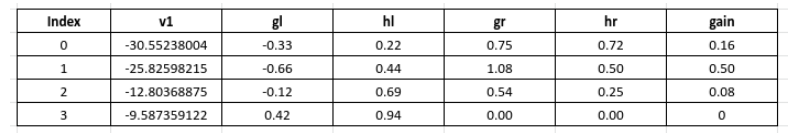 Index v1 gl hl gr hr gain
0 -30.55238004 -0.33 0.22 0.75 0.72 0.16
1 -25.82598215 -0.66 0.44 1.08 0.50 0.50
2 -12.80368875 -0.12 0.69 0.54 0.25 0.08
3 -9.587359122 0.42 0.94 0.00 0.00 0